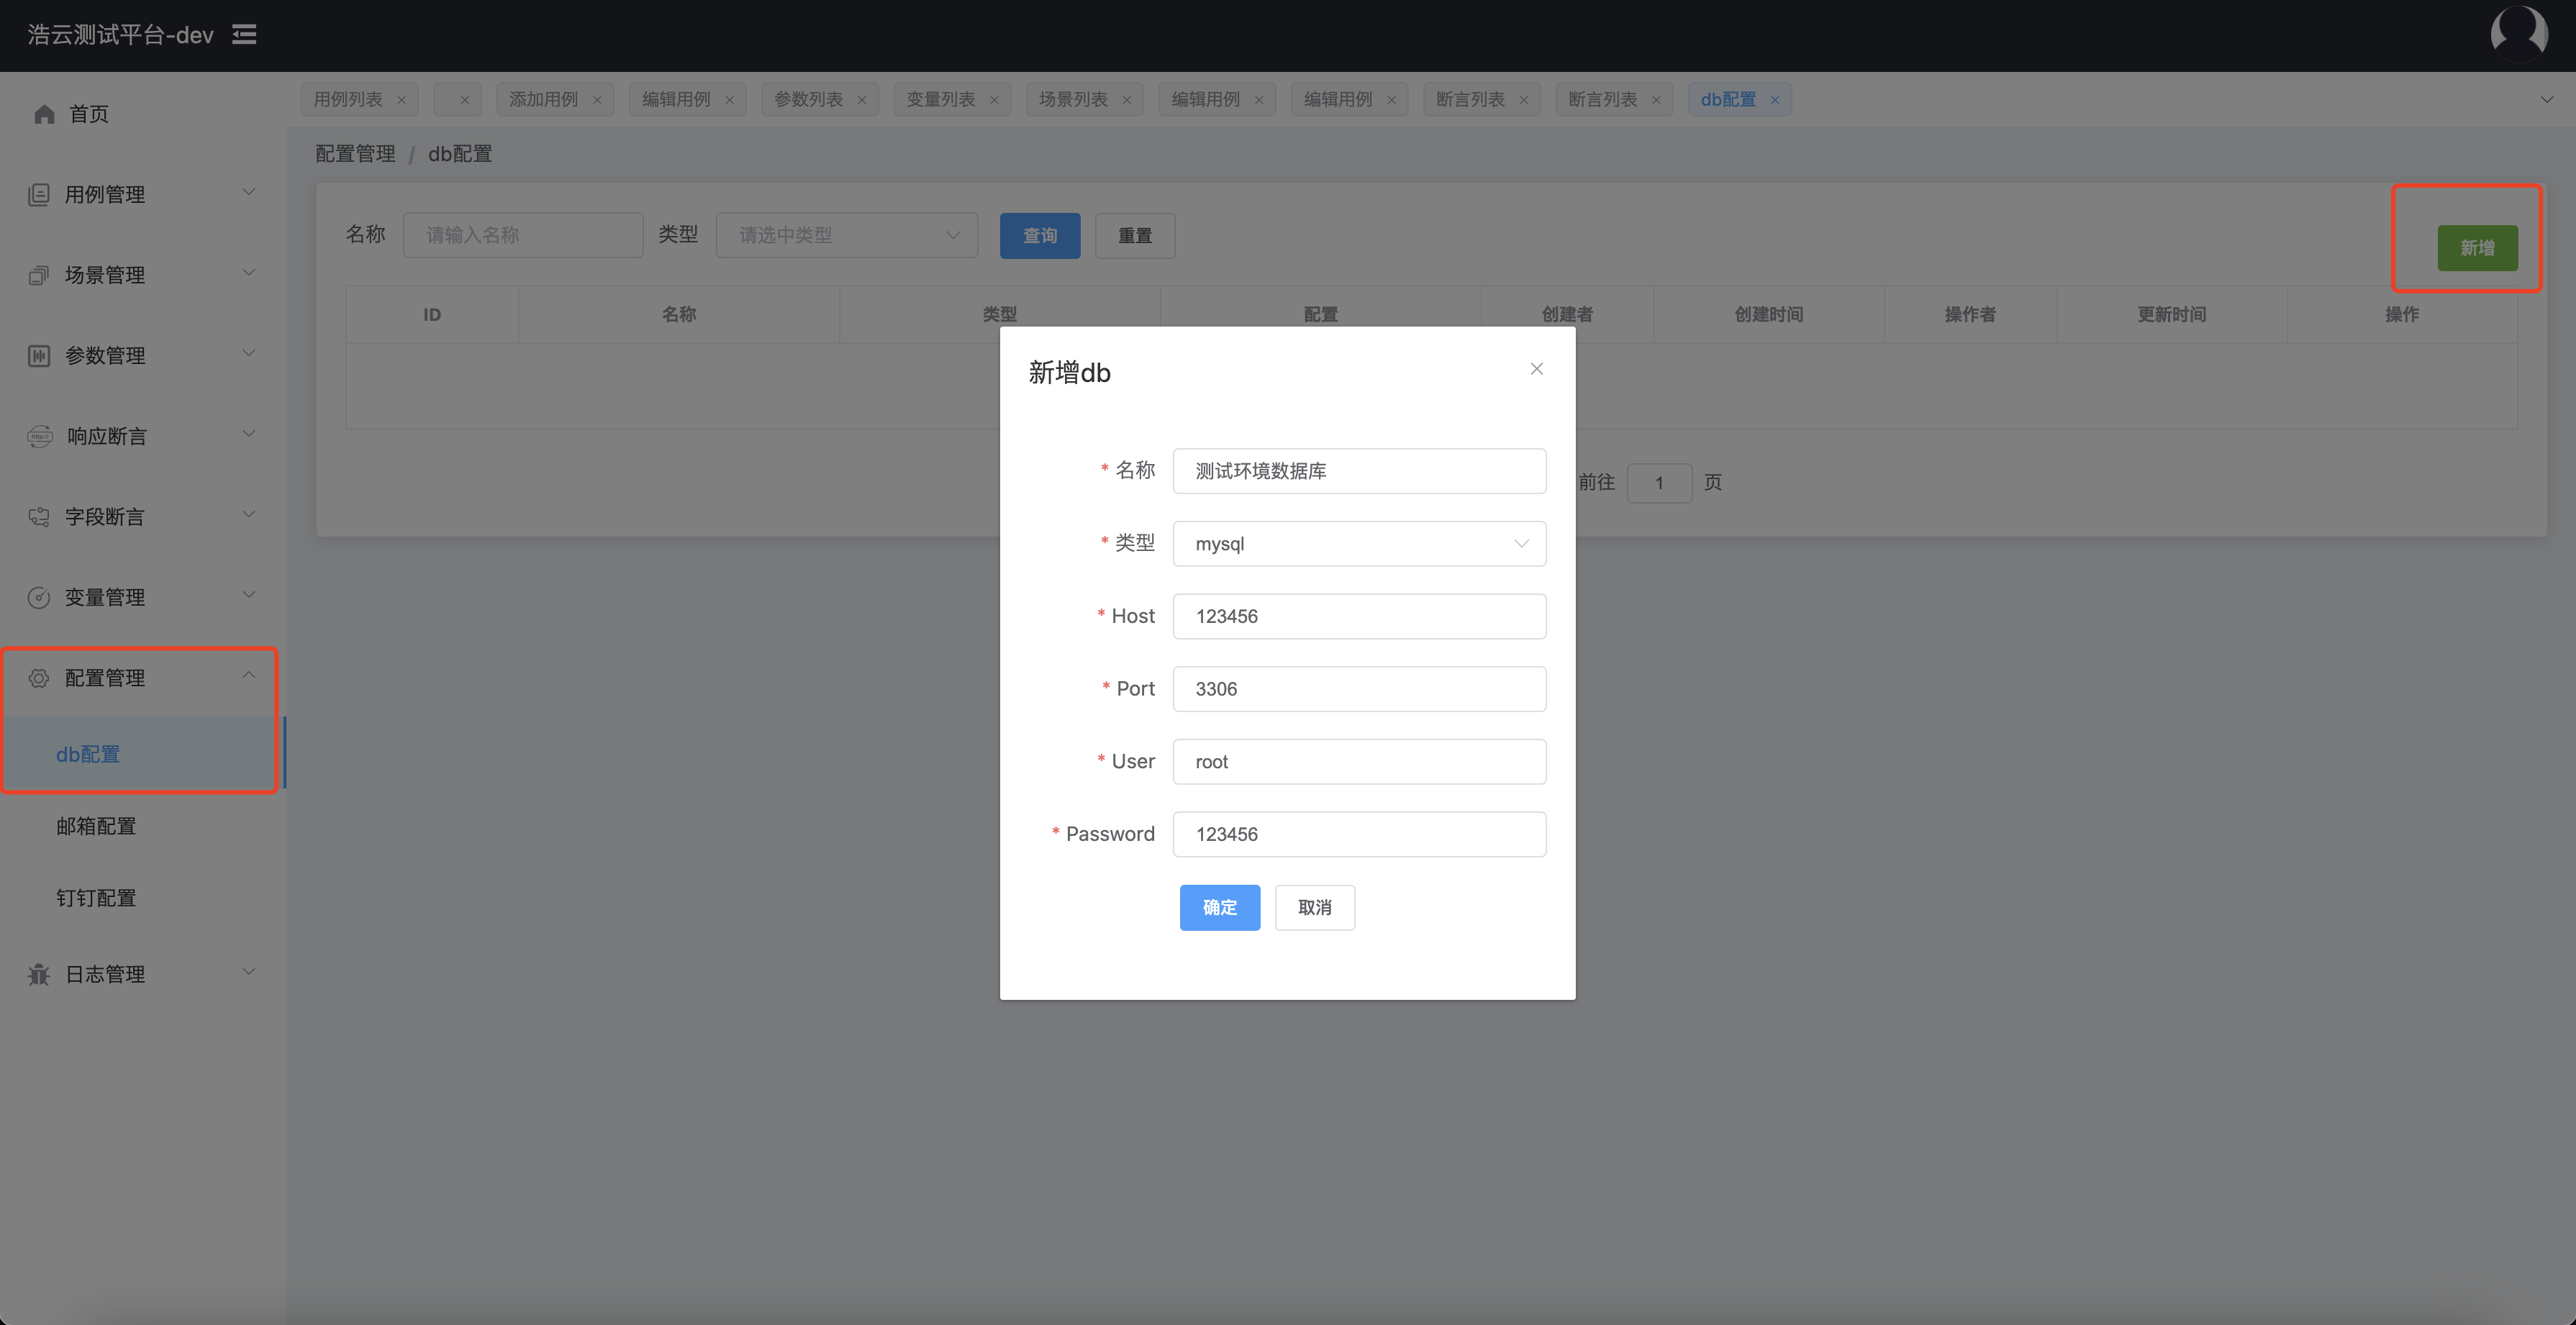 浩云测试平台-dev
首页
用例管理
场景管理
参数管理
http://
响应断言
字段断言
变量管理
配置管理
db配置
邮箱配置
钉钉配置
日志管理
用例列表 × × 添加用例 × 编辑用例 × 参数列表 × 变量列表 × 场景列表 × 编辑用例 × 编辑用例 × 断言列表 × 断言列表 × db配置 ×
配置管理 / db配置
名称 请输入名称 类型 请选中类型 查询 重置
新增
ID 名称 类型 配置 创建者 创建时间 操作者 更新时间 操作
前往 1 页
新增db
* 名称 测试环境数据库
* 类型 mysql
* Host 123456
* Port 3306
* User root
* Password 123456
确定 取消